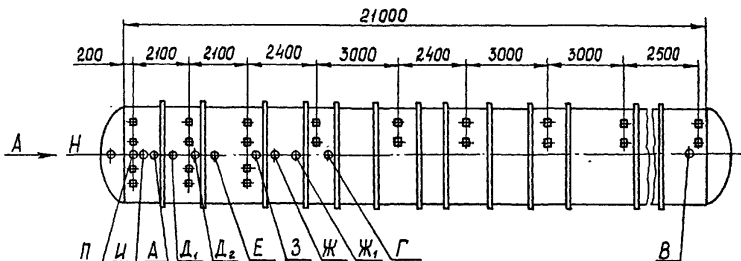 21000
200 2100 2100 2400 3000 2400 3000 3000 2500
А Н
П И А Д₁ Д₂ Е З Ж Ж₁ Г В